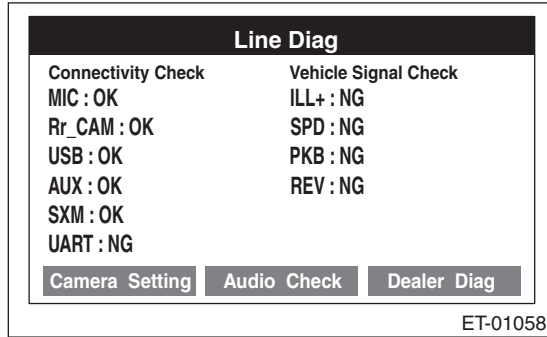 Line Diag
Connectivity Check
MIC : OK
Rr_CAM : OK
USB : OK
AUX : OK
SXM : OK
UART : NG
Vehicle Signal Check
ILL+ : NG
SPD : NG
PKB : NG
REV : NG
Camera Setting
Audio Check
Dealer Diag
ET-01058